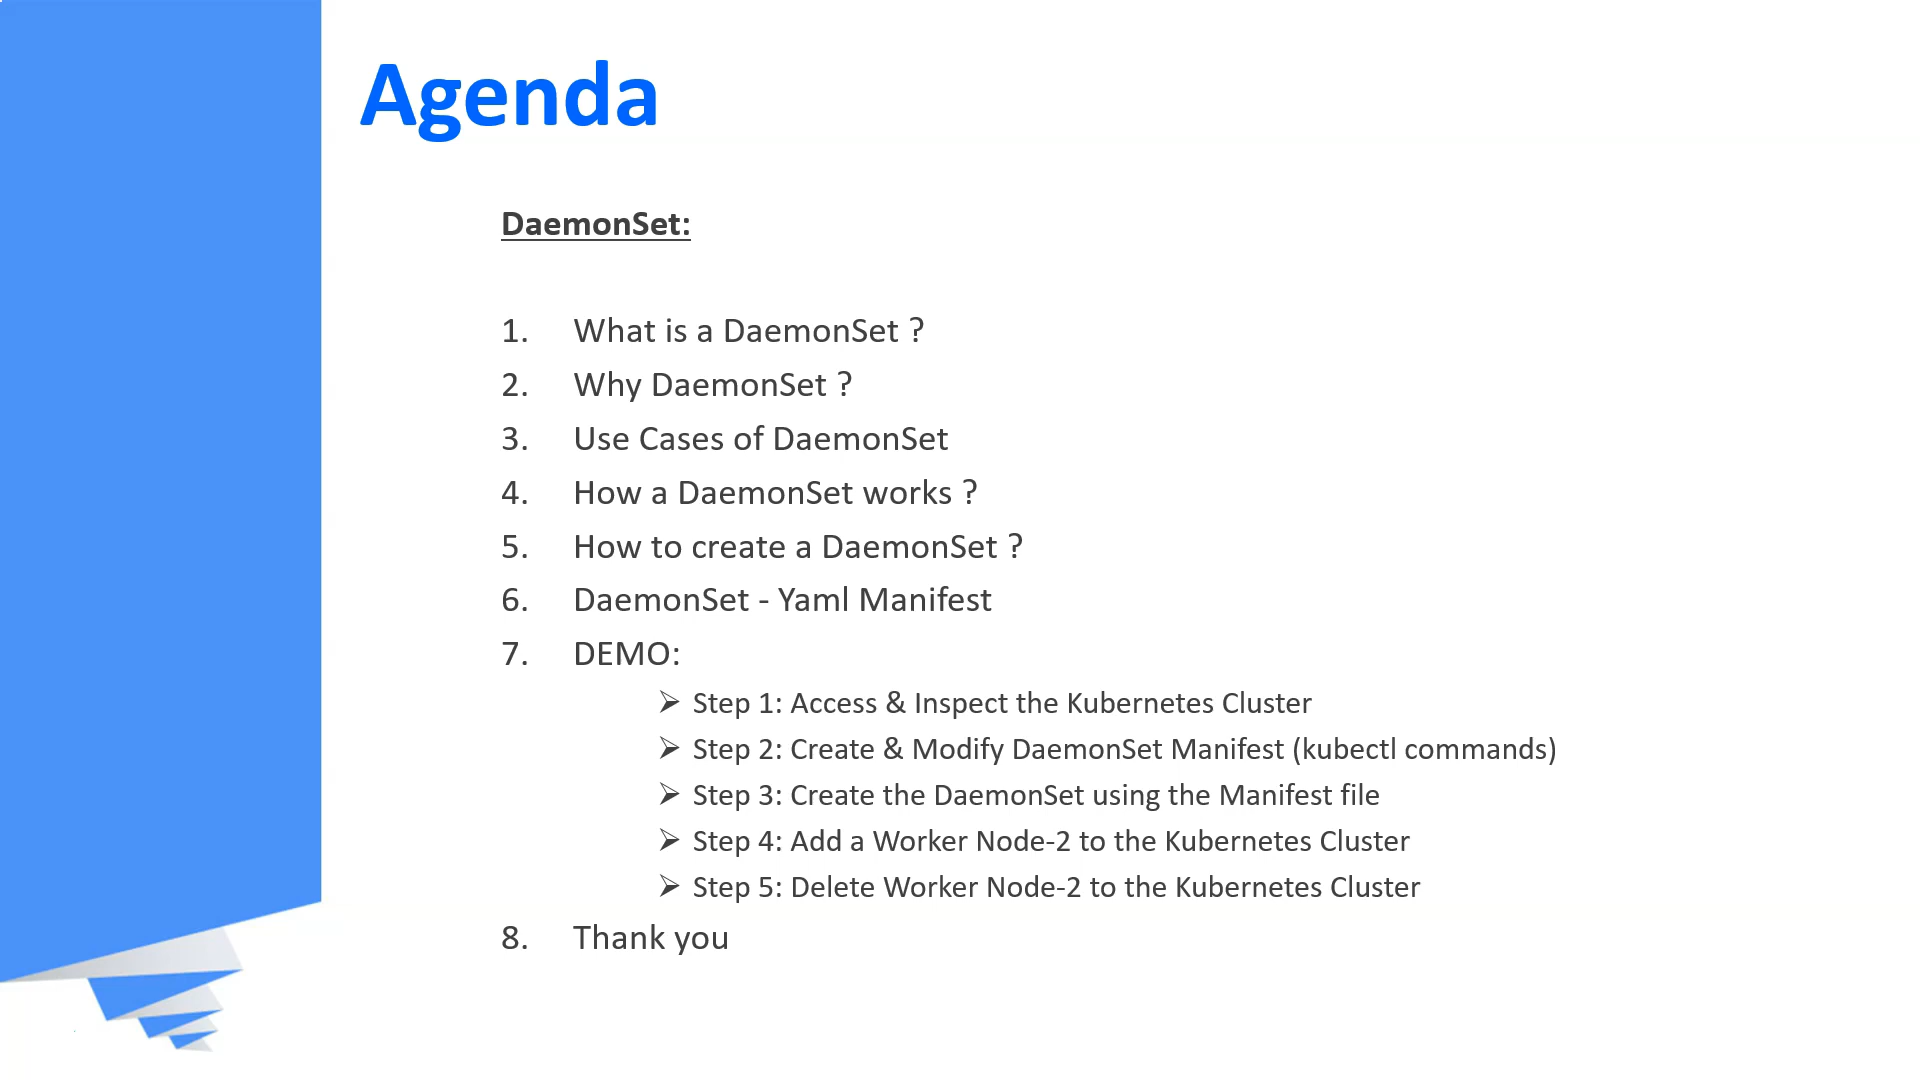 Agenda
DaemonSet:
1. What is a DaemonSet ?
2. Why DaemonSet ?
3. Use Cases of DaemonSet
4. How a DaemonSet works ?
5. How to create a DaemonSet ?
6. DaemonSet - Yaml Manifest
7. DEMO:
➢ Step 1: Access & Inspect the Kubernetes Cluster
➢ Step 2: Create & Modify DaemonSet Manifest (kubectl commands)
➢ Step 3: Create the DaemonSet using the Manifest file
➢ Step 4: Add a Worker Node-2 to the Kubernetes Cluster
➢ Step 5: Delete Worker Node-2 to the Kubernetes Cluster
8. Thank you